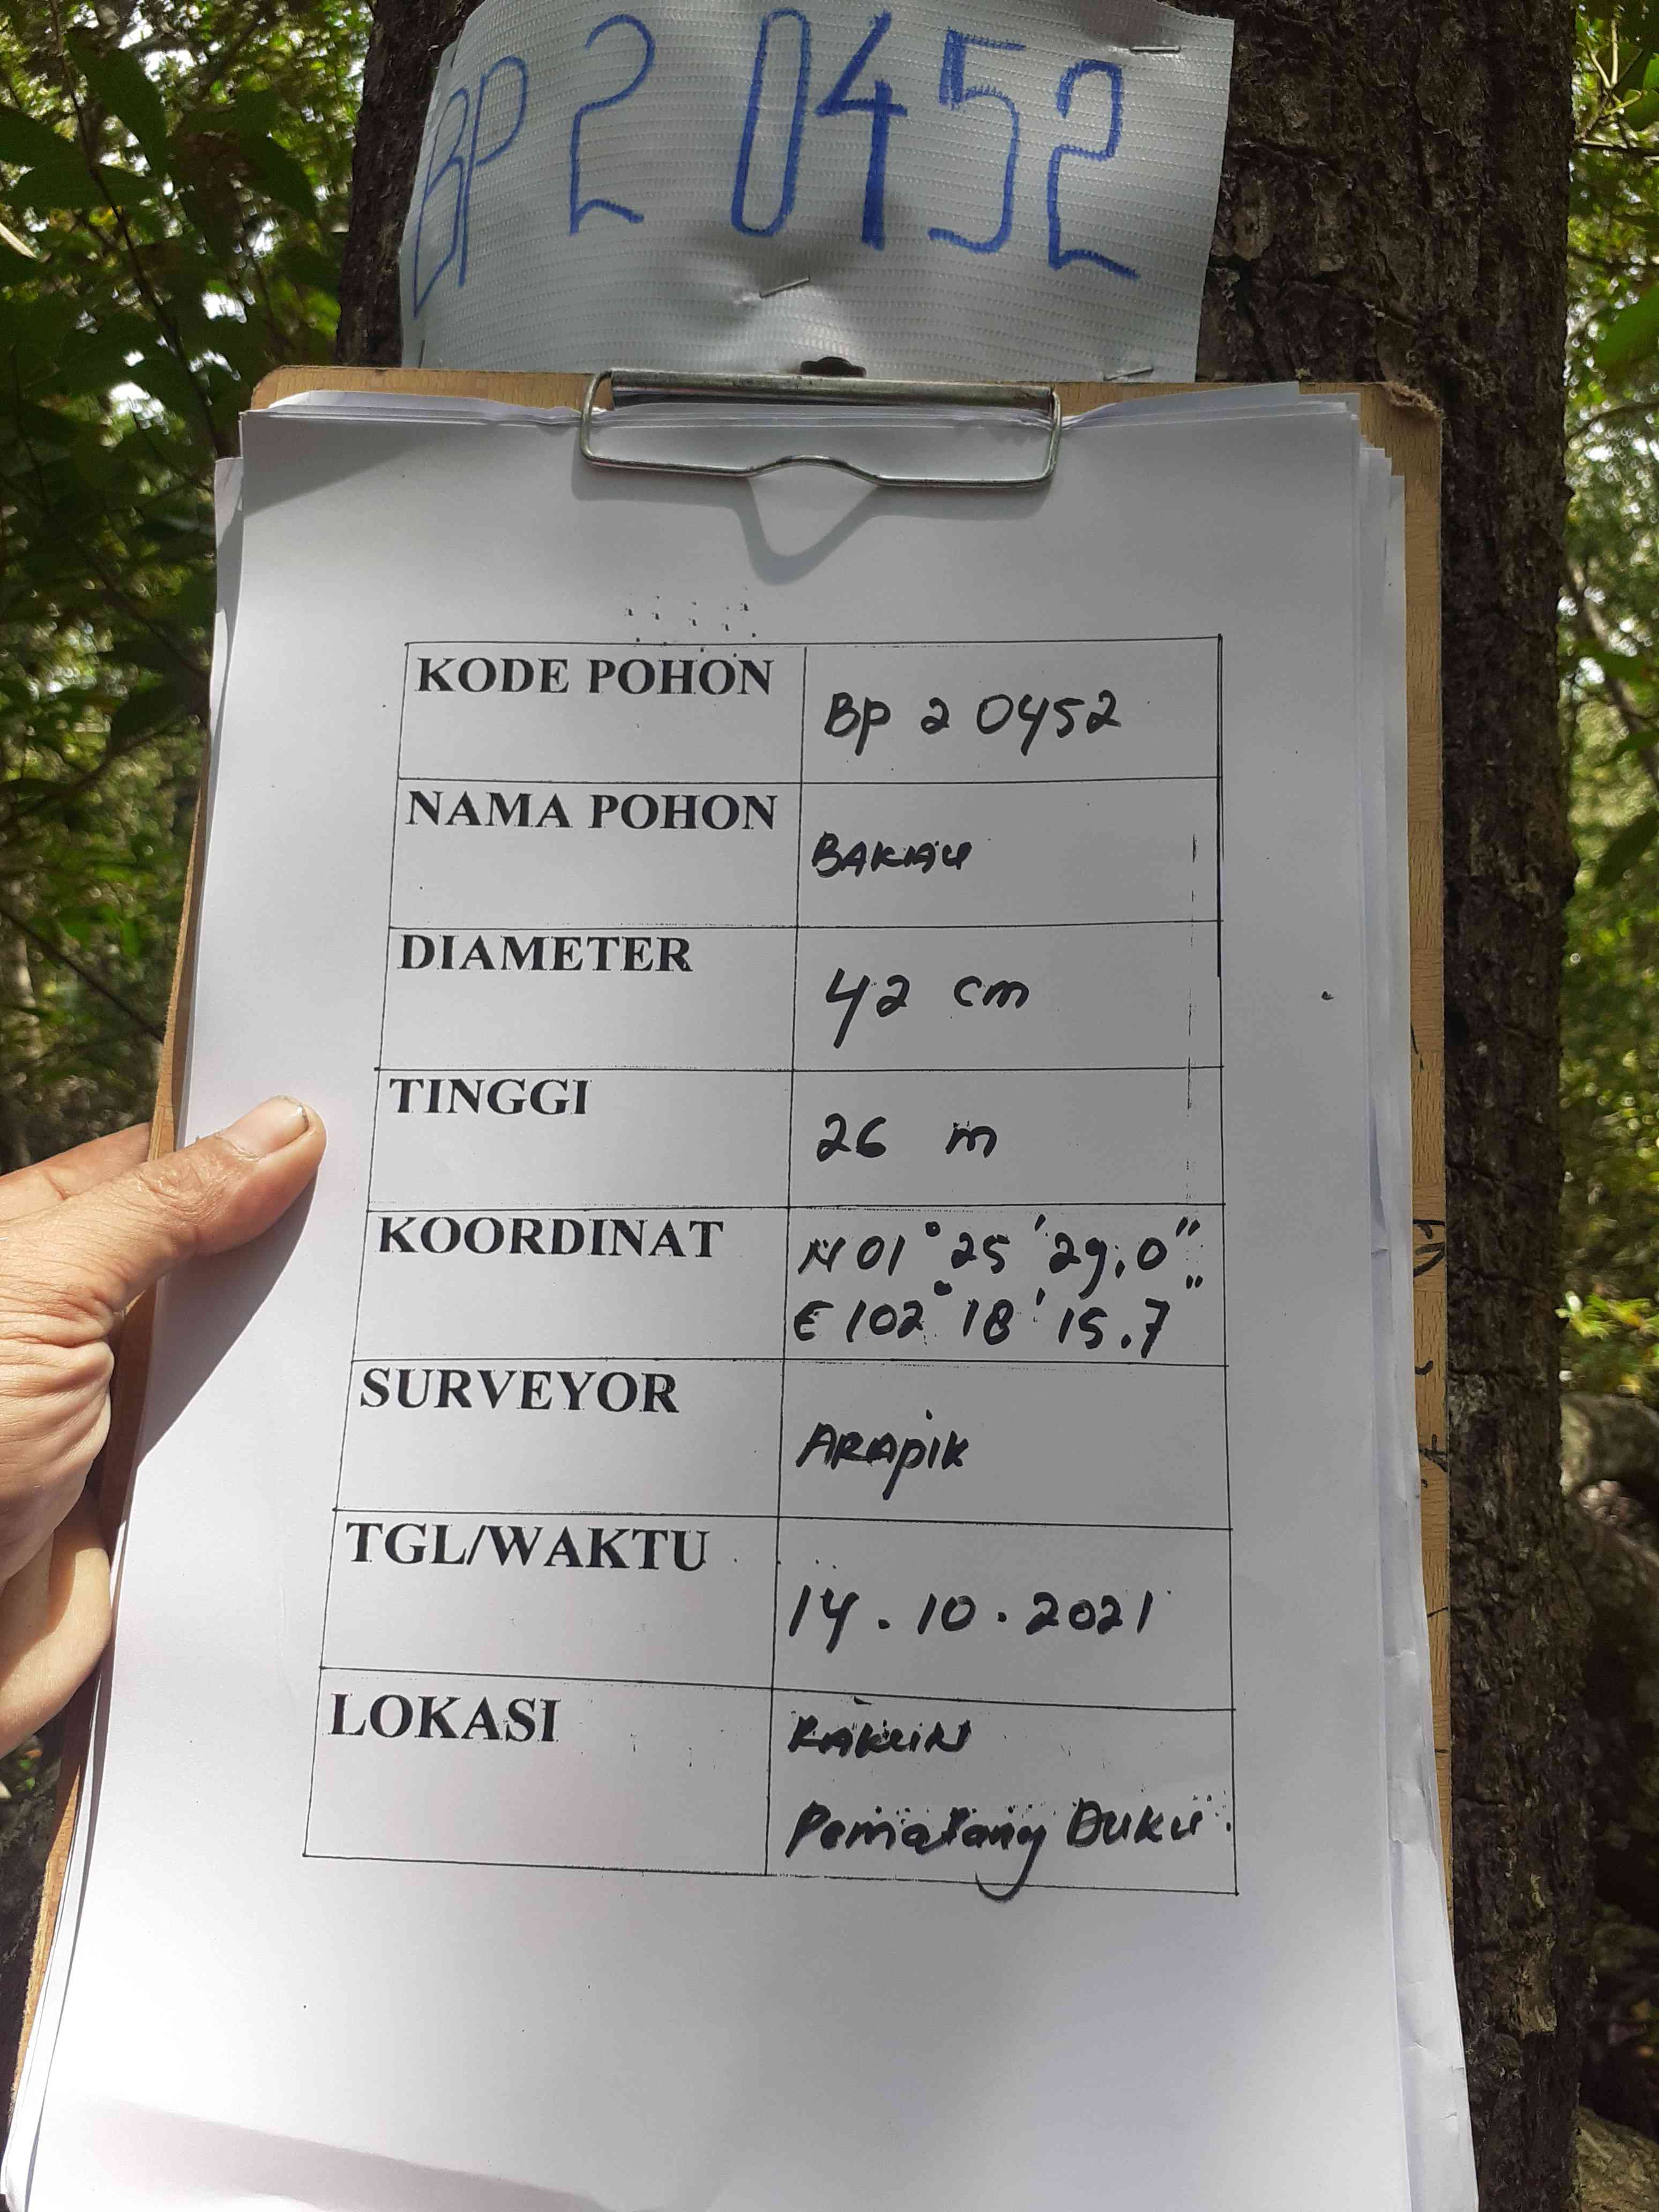 BP 2 0452
KODE POHON
BP 2 0452
NAMA POHON
BAKAU
DIAMETER
42 cm
TINGGI
26 m
KOORDINAT
N 01° 25' 29.0"
E 102° 18' 15.7"
SURVEYOR
ARAPIK
TGL/WAKTU
14.10.2021
LOKASI
Pematang Duku